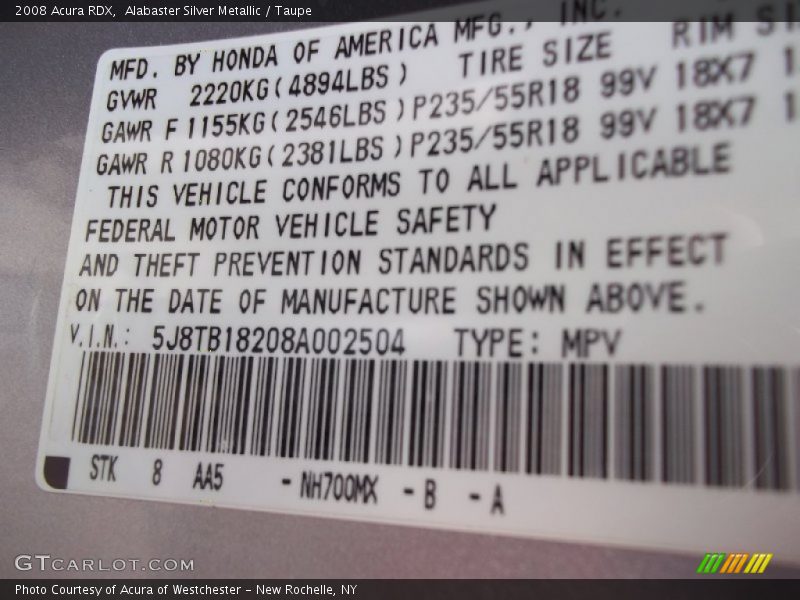 2008 Acura RDX, Alabaster Silver Metallic / Taupe
MFD. BY HONDA OF AMERICA MFG., INC.
GVWR 2220KG(4894LBS) TIRE SIZE RIM SI
GAWR F 1155KG(2546LBS)P235/55R18 99V 18X7
GAWR R 1080KG(2381LBS)P235/55R18 99V 18X7
THIS VEHICLE CONFORMS TO ALL APPLICABLE
FEDERAL MOTOR VEHICLE SAFETY
AND THEFT PREVENTION STANDARDS IN EFFECT
ON THE DATE OF MANUFACTURE SHOWN ABOVE.
V.I.N.: 5J8TB18208A002504 TYPE: MPV
STK 8 AA5 - NH700MX - B - A
GTCARLOT.COM
Photo Courtesy of Acura of Westchester - New Rochelle, NY